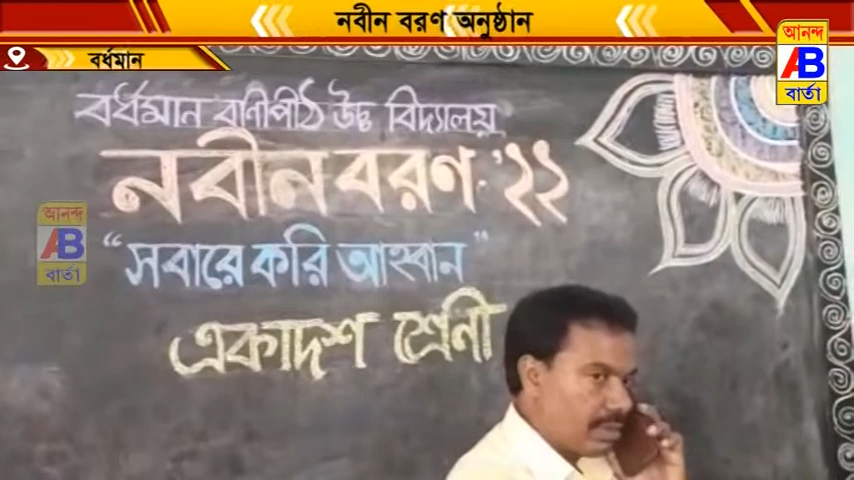 নবীন বরণ অনুষ্ঠান
বর্ধমান
আনন্দ
AB
বার্তা
বর্ধমান বাণীপীঠ উচ্চ বিদ্যালয়
নবীন বরণ '২২
"সবারে করি আহ্বান"
একাদশ শ্রেনী
আনন্দ
AB
বার্তা